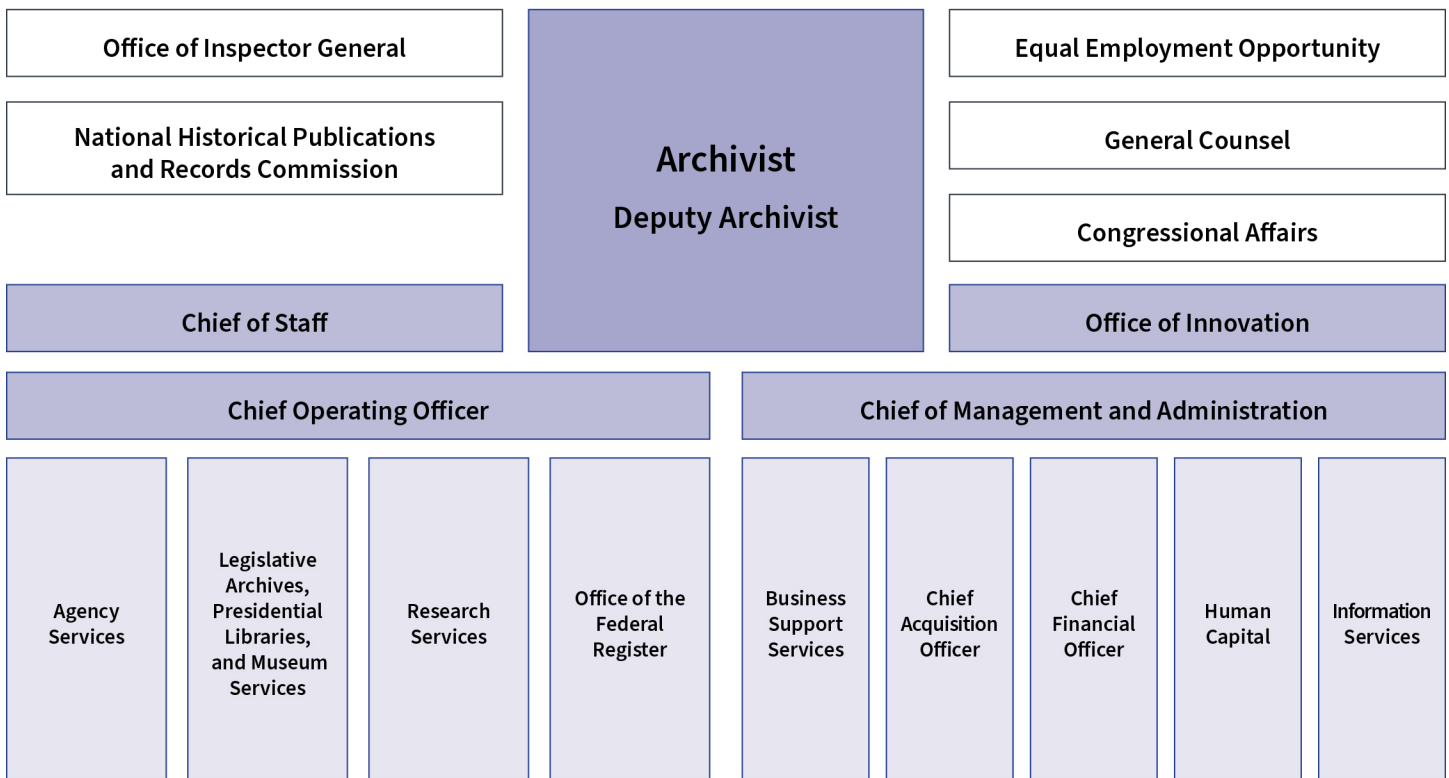 Office of Inspector General
National Historical Publications
and Records Commission
Chief of Staff
Archivist
Deputy Archivist
Equal Employment Opportunity
General Counsel
Congressional Affairs
Office of Innovation
Chief Operating Officer
Chief of Management and Administration
Agency
Services
Legislative
Archives,
Presidential
Libraries,
and Museum
Services
Research
Services
Office of the
Federal
Register
Business
Support
Services
Chief
Acquisition
Officer
Chief
Financial
Officer
Human
Capital
Information
Services